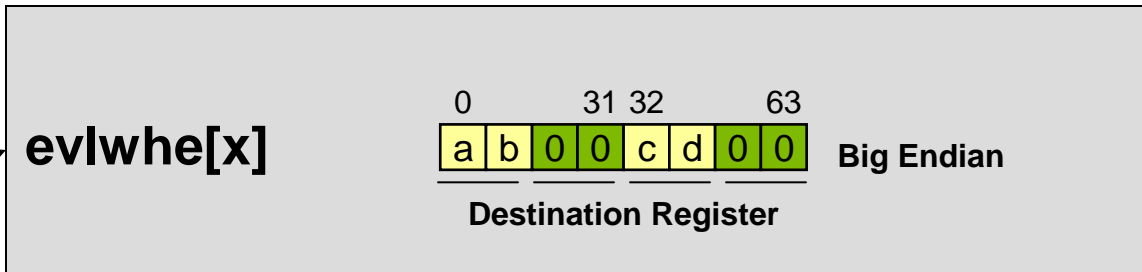 0 31 32 63
evlwhe[x] a b 0 0 c d 0 0 Big Endian
Destination Register